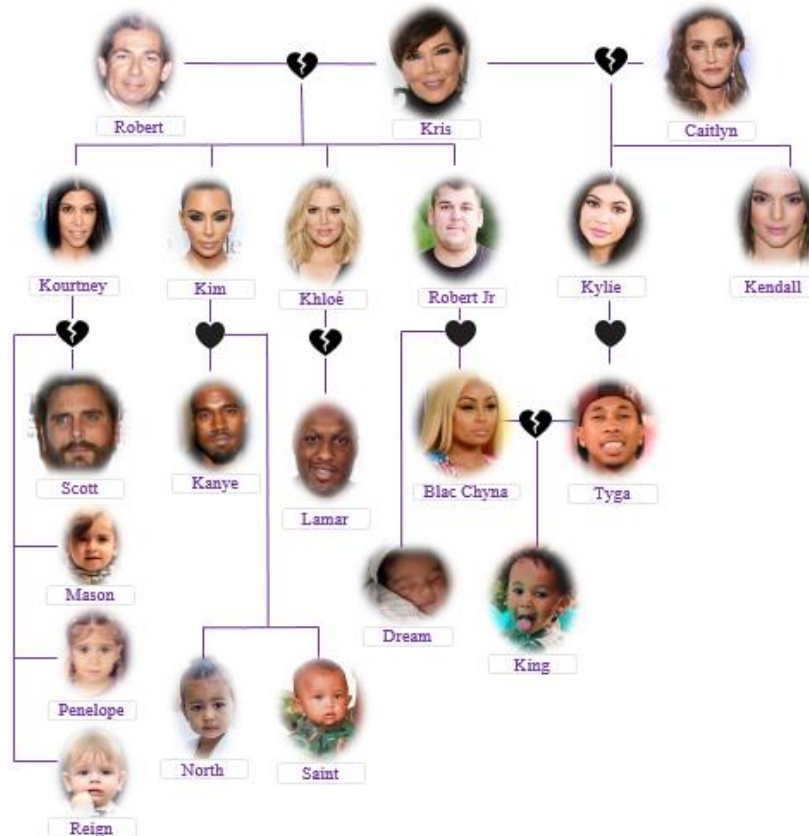 Robert
Kris
Caitlyn
Kourtney
Kim
Khloé
Robert Jr
Kylie
Kendall
Scott
Kanye
Lamar
Blac Chyna
Tyga
Mason
Dream
King
Penelope
North
Saint
Reign